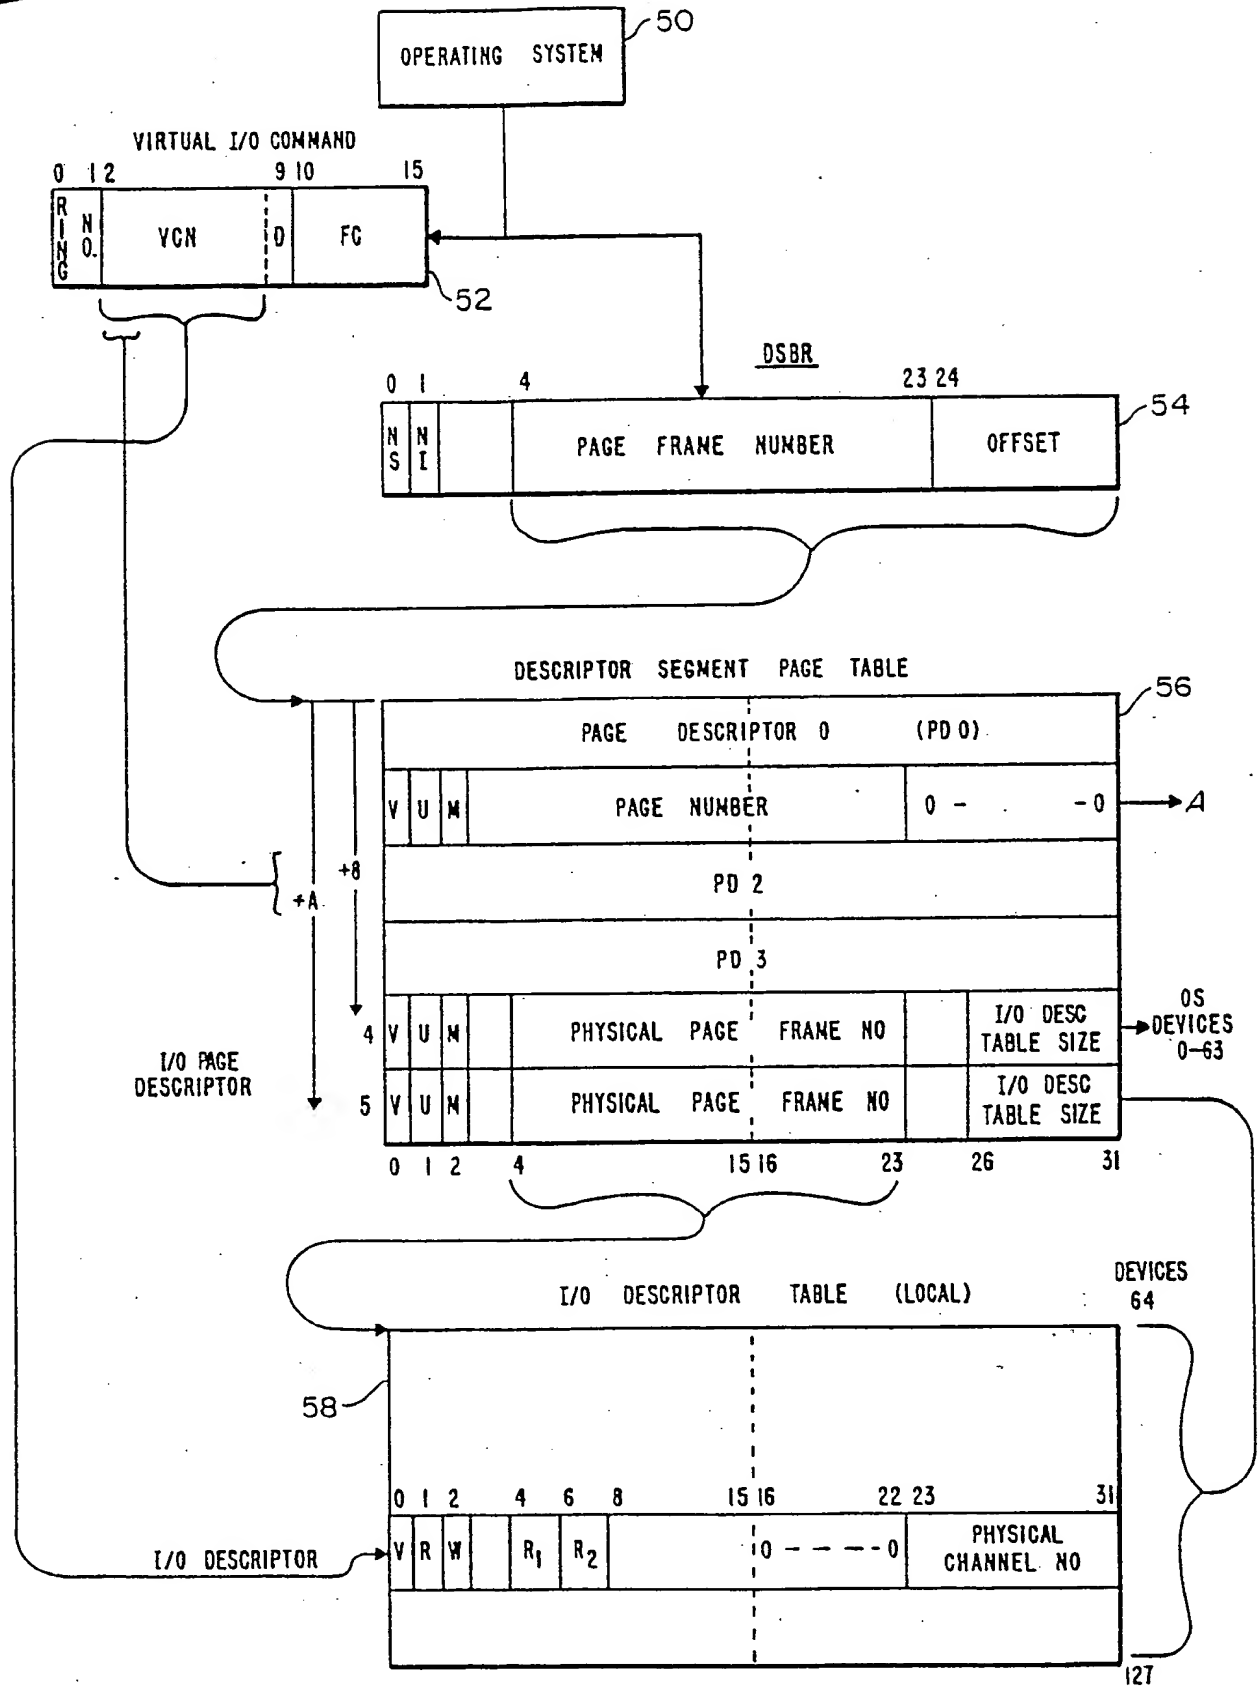 50
OPERATING SYSTEM
VIRTUAL I/O COMMAND
0 1 2 9 10 15
RING NO. VCN D FC
52
DSBR
0 1 4 23 24
54
NS NI PAGE FRAME NUMBER OFFSET
DESCRIPTOR SEGMENT PAGE TABLE
56
PAGE DESCRIPTOR 0 (PD 0)
V U M PAGE NUMBER 0 - - 0 A
+8
PD 2
+A
PD 3
4 V U M PHYSICAL PAGE FRAME NO I/O DESC TABLE SIZE
OS DEVICES 0-63
I/O PAGE DESCRIPTOR
5 V U M PHYSICAL PAGE FRAME NO I/O DESC TABLE SIZE
0 1 2 4 15 16 23 26 31
I/O DESCRIPTOR TABLE (LOCAL)
DEVICES
64
58
0 1 2 4 6 8 15 16 22 23 31
I/O DESCRIPTOR V R W R1 R2 0 - - - - 0 PHYSICAL CHANNEL NO
127